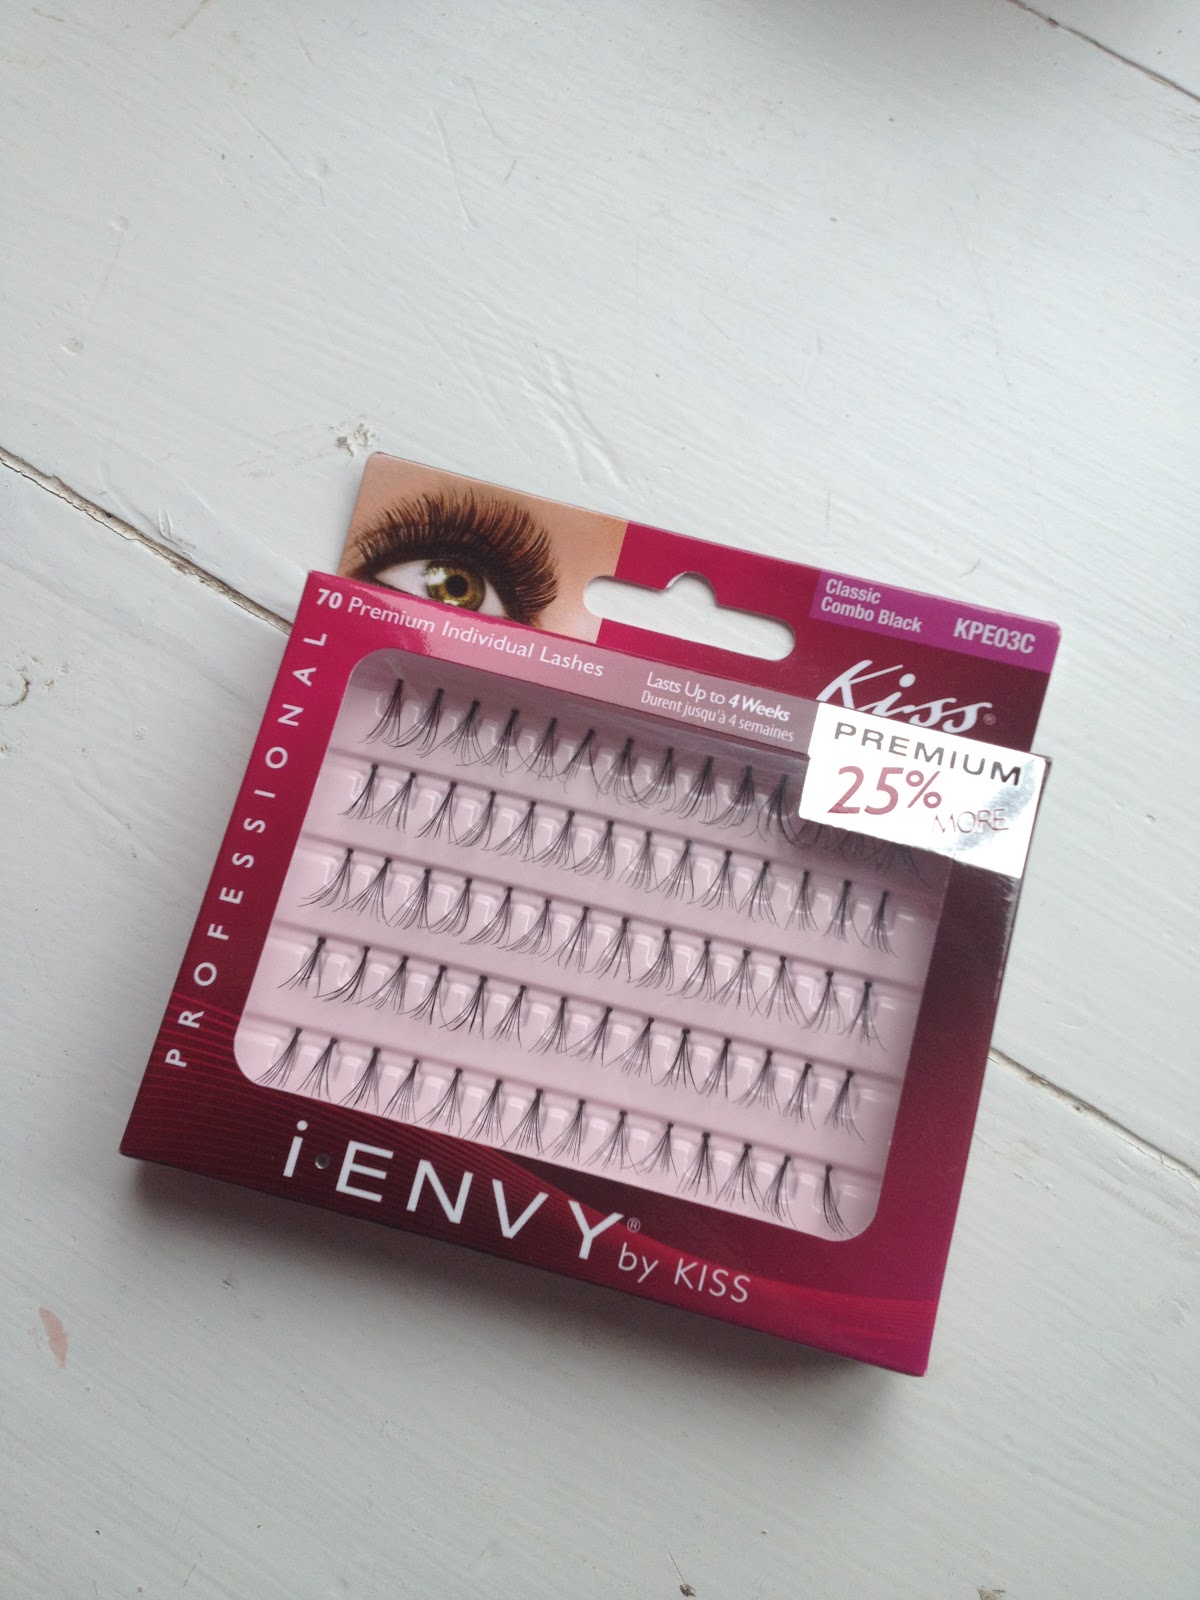 Classic
Combo Black
KPE03C
70 Premium Individual Lashes
Lasts Up to 4 Weeks
Durent jusqu'à 4 semaines
Kiss®
PREMIUM
25%
MORE
PROFESSIONAL
i·ENVY®
by KISS